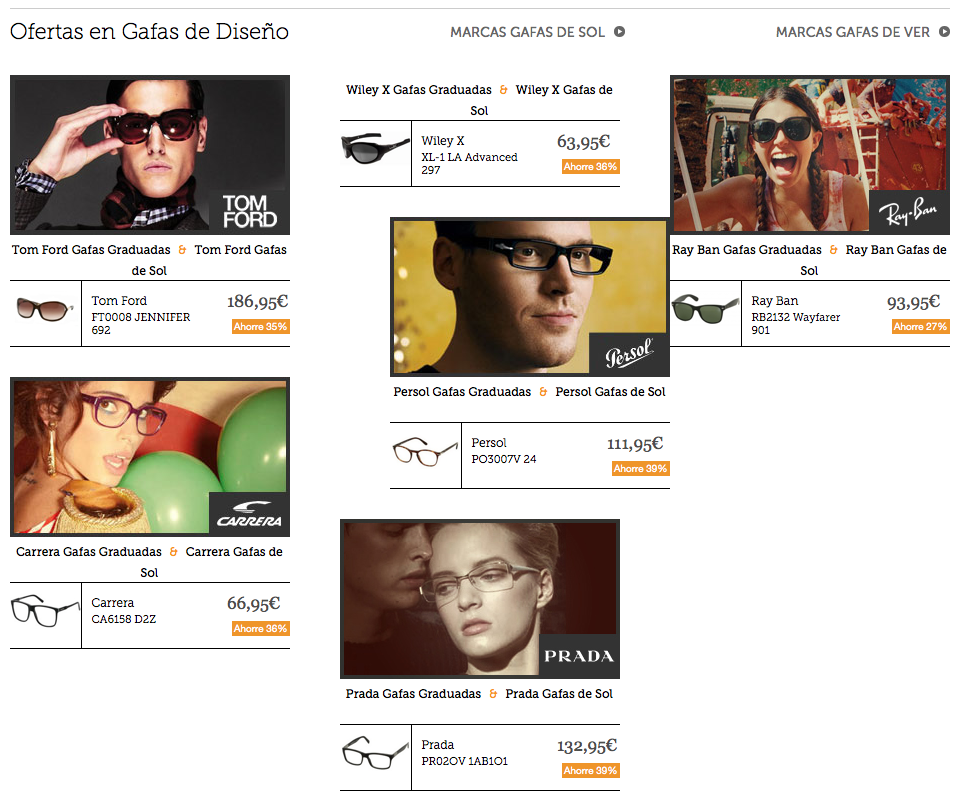 Ofertas en Gafas de Diseño
MARCAS GAFAS DE SOL
MARCAS GAFAS DE VER
TOM
FORD
Tom Ford Gafas Graduadas & Tom Ford Gafas
de Sol
Tom Ford
FT0008 JENNIFER
692
186,95€
Ahorre 35%
Wiley X Gafas Graduadas & Wiley X Gafas de
Sol
Wiley X
XL-1 LA Advanced
297
63,95€
Ahorre 36%
Ray-Ban
Ray Ban Gafas Graduadas & Ray Ban Gafas de
Sol
Ray Ban
RB2132 Wayfarer
901
93,95€
Ahorre 27%
Persol
Persol Gafas Graduadas & Persol Gafas de Sol
Persol
PO3007V 24
111,95€
Ahorre 39%
CARRERA
Carrera Gafas Graduadas & Carrera Gafas de
Sol
Carrera
CA6158 D2Z
66,95€
Ahorre 36%
PRADA
Prada Gafas Graduadas & Prada Gafas de Sol
Prada
PR02OV 1AB1O1
132,95€
Ahorre 39%